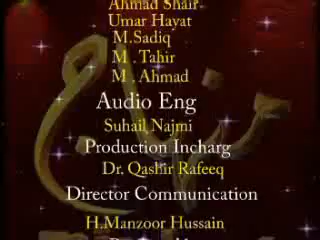 Ahmad Shair
Umar Hayat
M.Sadiq
M . Tahir
M . Ahmad
Audio Eng
Suhail Najmi
Production Incharg
Dr. Qashir Rafeeq
Director Communication
H.Manzoor Hussain